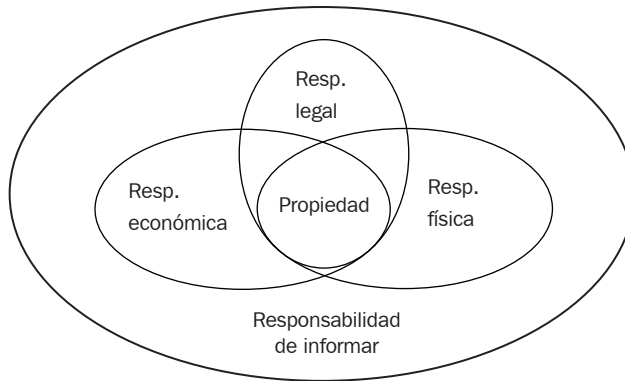 Resp.
legal
Resp.
económica
Propiedad
Resp.
física
Responsabilidad
de informar